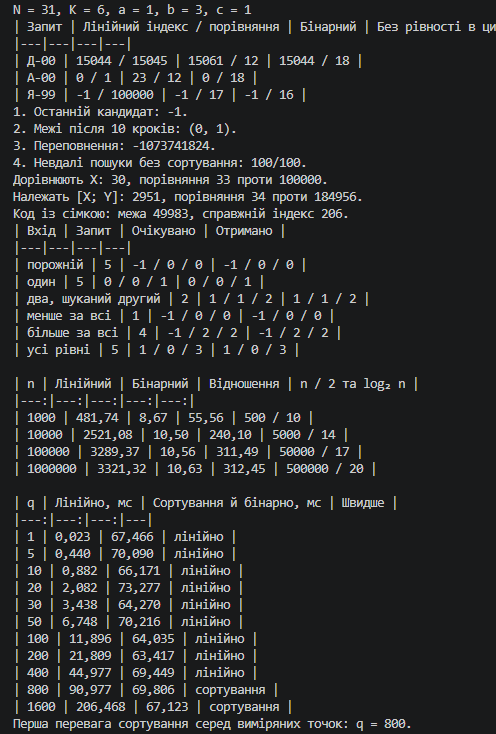 N = 31, K = 6, a = 1, b = 3, c = 1
| Запит | Лінійний індекс / порівняння | Бінарний | Без рівності в ци
|---|---|---|---|
| Д-00 | 15044 / 15045 | 15061 / 12 | 15044 / 18 |
| А-00 | 0 / 1 | 23 / 12 | 0 / 18 |
| Я-99 | -1 / 100000 | -1 / 17 | -1 / 16 |
1. Останній кандидат: -1.
2. Межі після 10 кроків: (0, 1).
3. Переповнення: -1073741824.
4. Невдалі пошуки без сортування: 100/100.
Дорівнюють X: 30, порівняння 33 проти 100000.
Належать [X; Y]: 2951, порівняння 34 проти 184956.
Код із сімкою: межа 49983, справжній індекс 206.
| Вхід | Запит | Очікувано | Отримано |
|---|---|---|---|
| порожній | 5 | -1 / 0 / 0 | -1 / 0 / 0 |
| один | 5 | 0 / 0 / 1 | 0 / 0 / 1 |
| два, шуканий другий | 2 | 1 / 1 / 2 | 1 / 1 / 2 |
| менше за всі | 1 | -1 / 0 / 0 | -1 / 0 / 0 |
| більше за всі | 4 | -1 / 2 / 2 | -1 / 2 / 2 |
| усі рівні | 5 | 1 / 0 / 3 | 1 / 0 / 3 |
| n | Лінійний | Бінарний | Відношення | n / 2 та log₂ n |
|---:|---:|---:|---:|---:|
| 1000 | 481,74 | 8,67 | 55,56 | 500 / 10 |
| 10000 | 2521,08 | 10,50 | 240,10 | 5000 / 14 |
| 100000 | 3289,37 | 10,56 | 311,49 | 50000 / 17 |
| 1000000 | 3321,32 | 10,63 | 312,45 | 500000 / 20 |
| q | Лінійно, мс | Сортування й бінарно, мс | Швидше |
|---:|---:|---:|---|
| 1 | 0,023 | 67,466 | лінійно |
| 5 | 0,440 | 70,090 | лінійно |
| 10 | 0,882 | 66,171 | лінійно |
| 20 | 2,082 | 73,277 | лінійно |
| 30 | 3,438 | 64,270 | лінійно |
| 50 | 6,748 | 70,216 | лінійно |
| 100 | 11,896 | 64,035 | лінійно |
| 200 | 21,809 | 63,417 | лінійно |
| 400 | 44,977 | 69,449 | лінійно |
| 800 | 90,977 | 69,806 | сортування |
| 1600 | 206,468 | 67,123 | сортування |
Перша перевага сортування серед виміряних точок: q = 800.